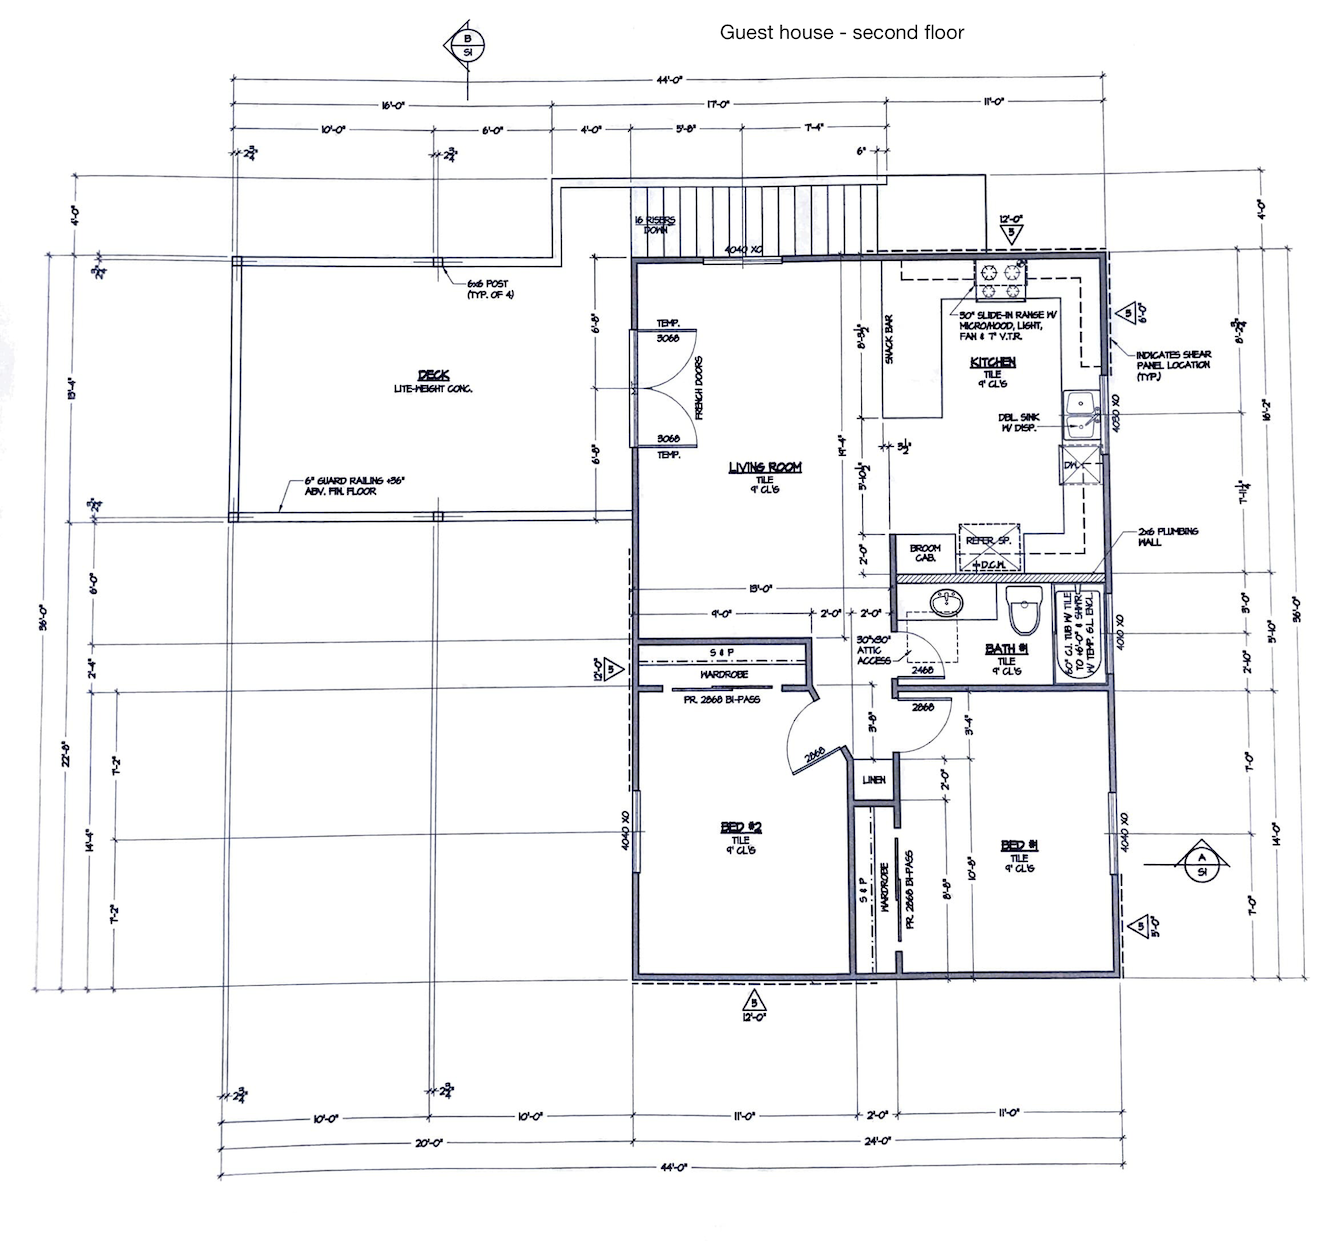 Guest house - second floor
B
S1
44'-0"
16'-0"
17'-0"
11'-0"
10'-0"
6'-0"
4'-0"
5'-8"
7'-4"
2 3/4"
2 3/4"
6"
4'-0"
4'-0"
16 RISERS
DOWN
4040 XO
12'-0"
5
2 3/4"
6x6 POST
(TYP. OF 4)
6'-8"
TEMP.
3068
FRENCH DOORS
3068
TEMP.
6'-8"
13'-4"
DECK
LITE-WEIGHT CONC.
6" GUARD RAILING +36"
ABV. FIN. FLOOR
2 3/4"
SNACK BAR
30" SLIDE-IN RANGE W/
MICRO/HOOD, LIGHT,
FAN & 7" V.T.R.
KITCHEN
TILE
9' CL'G
DBL. SINK
W/ DISP.
D.W.
4030 XO
5
6'-0"
INDICATES SHEAR
PANEL LOCATION
(TYP.)
8'-2 3/4"
16'-2"
8'-3 1/2"
19'-4"
3 1/2"
5'-10 1/2"
2'-0"
LIVING ROOM
TILE
9' CL'G
BROOM
CAB.
REFER. SP.
D.C.W.
2x6 PLUMBING
WALL
7'-11 1/4"
36'-0"
36'-0"
6'-0"
13'-0"
9'-0"
2'-0"
2'-0"
30"x30"
ATTIC
ACCESS
BATH #1
TILE
9' CL'G
2468
60" C.I. TUB W/ TILE
TO +6'-0" & SHWR.
W/ TEMP. GL. ENCL.
4010 XO
3'-0"
5'-10"
2'-10"
2'-4"
12'-0"
5
S & P
WARDROBE
PR. 2868 BI-PASS
2868
2868
3'-8"
3'-4"
LINEN
2'-0"
22'-8"
7'-2"
14'-4"
7'-2"
4040 XO
BED #2
TILE
9' CL'G
S & P
WARDROBE
PR. 2868 BI-PASS
8'-8"
10'-8"
BED #1
TILE
9' CL'G
4040 XO
7'-0"
14'-0"
7'-0"
A
S1
5
5'-0"
5
12'-0"
2 3/4"
2 3/4"
10'-0"
10'-0"
11'-0"
2'-0"
11'-0"
20'-0"
24'-0"
44'-0"